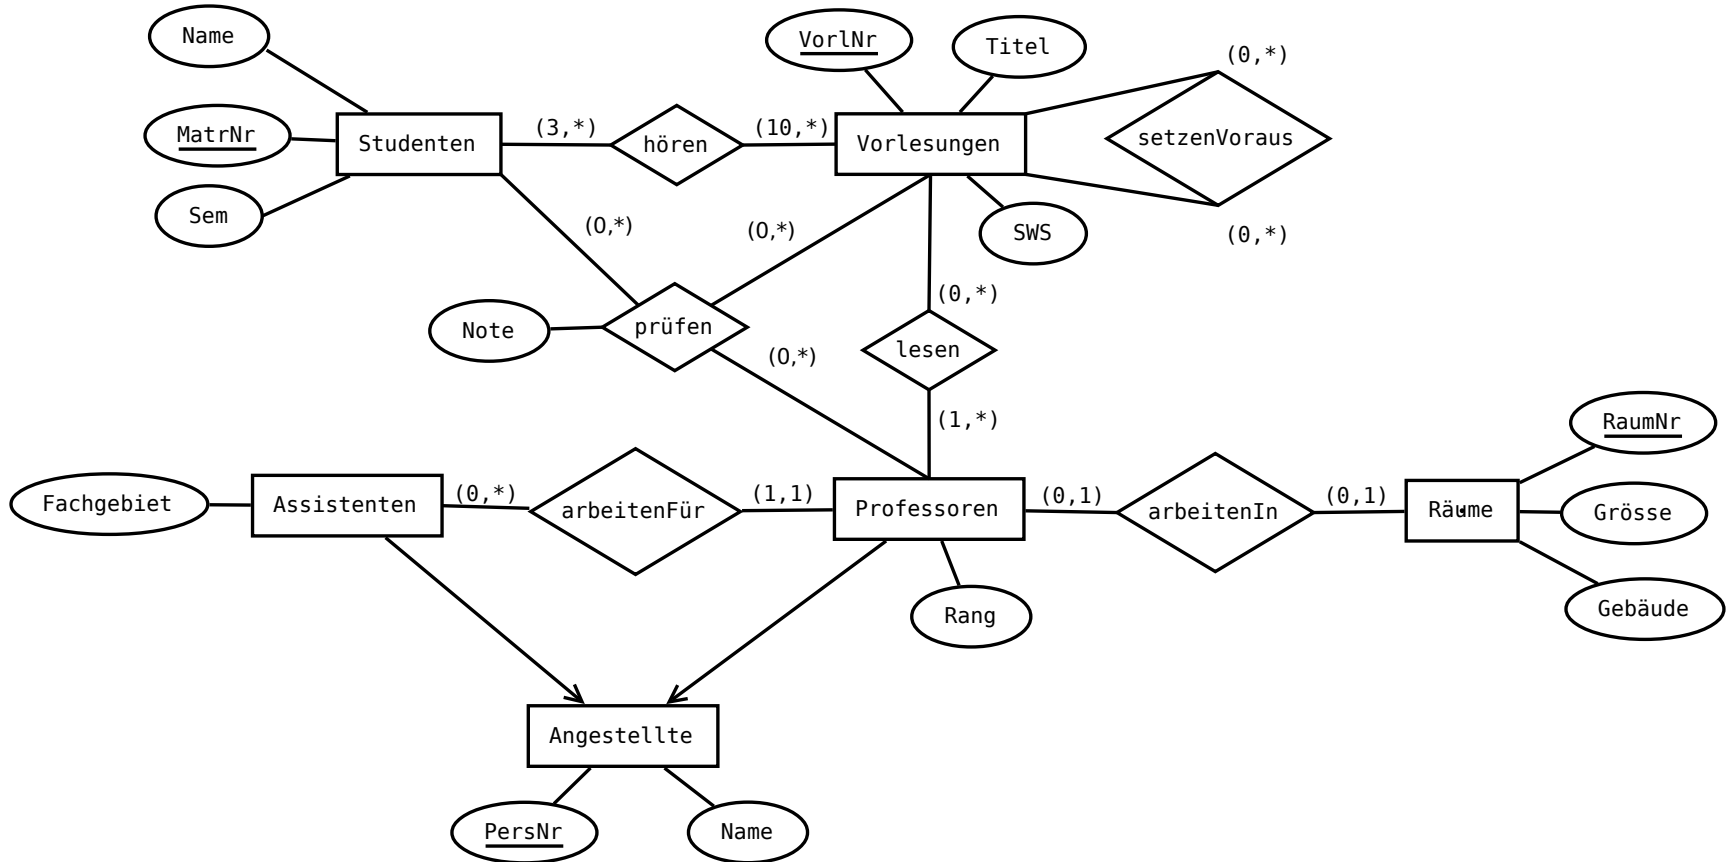 Name
VorlNr
Titel
(0,*)
MatrNr
Studenten
(3,*)
hören
(10,*)
Vorlesungen
setzenVoraus
Sem
(0,*)
(0,*)
SWS
(0,*)
(0,*)
Note
prüfen
lesen
(0,*)
(1,*)
RaumNr
Fachgebiet
Assistenten
(0,*)
arbeitenFür
(1,1)
Professoren
(0,1)
arbeitenIn
(0,1)
Räume
Grösse
Rang
Gebäude
Angestellte
PersNr
Name